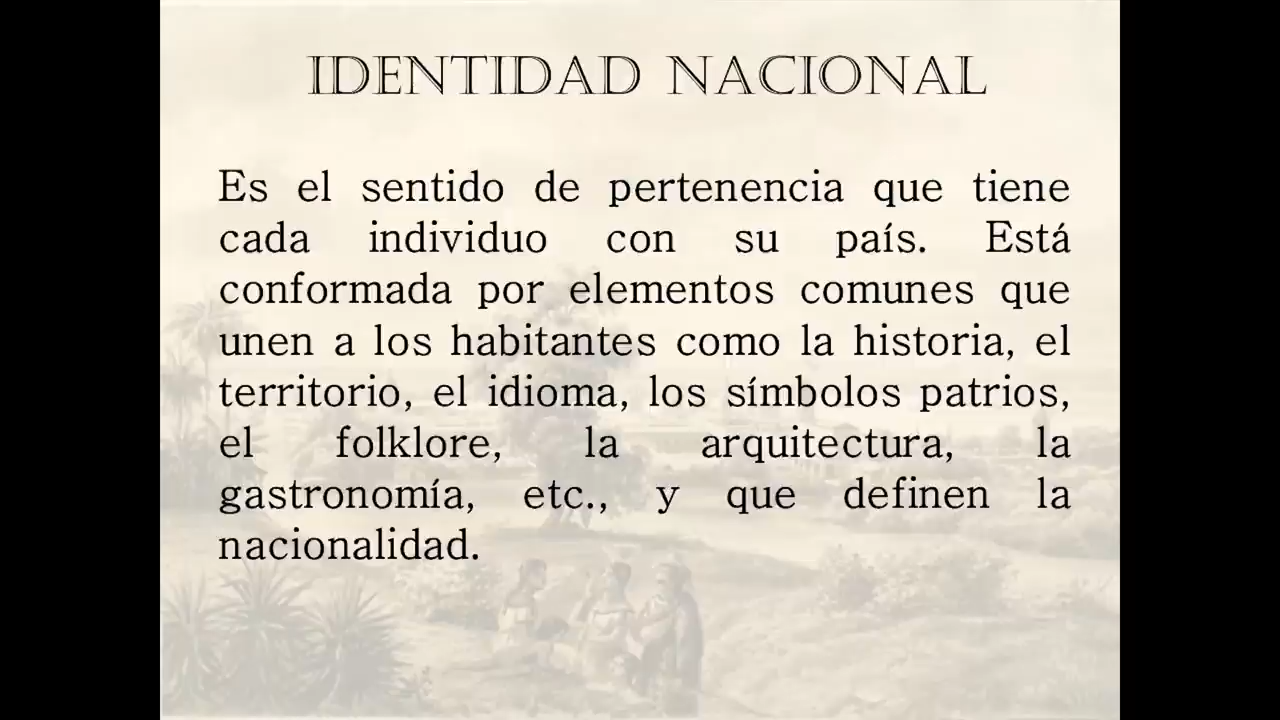 IDENTIDAD NACIONAL
Es el sentido de pertenencia que tiene
cada individuo con su país. Está
conformada por elementos comunes que
unen a los habitantes como la historia, el
territorio, el idioma, los símbolos patrios,
el folklore, la arquitectura, la
gastronomía, etc., y que definen la
nacionalidad.